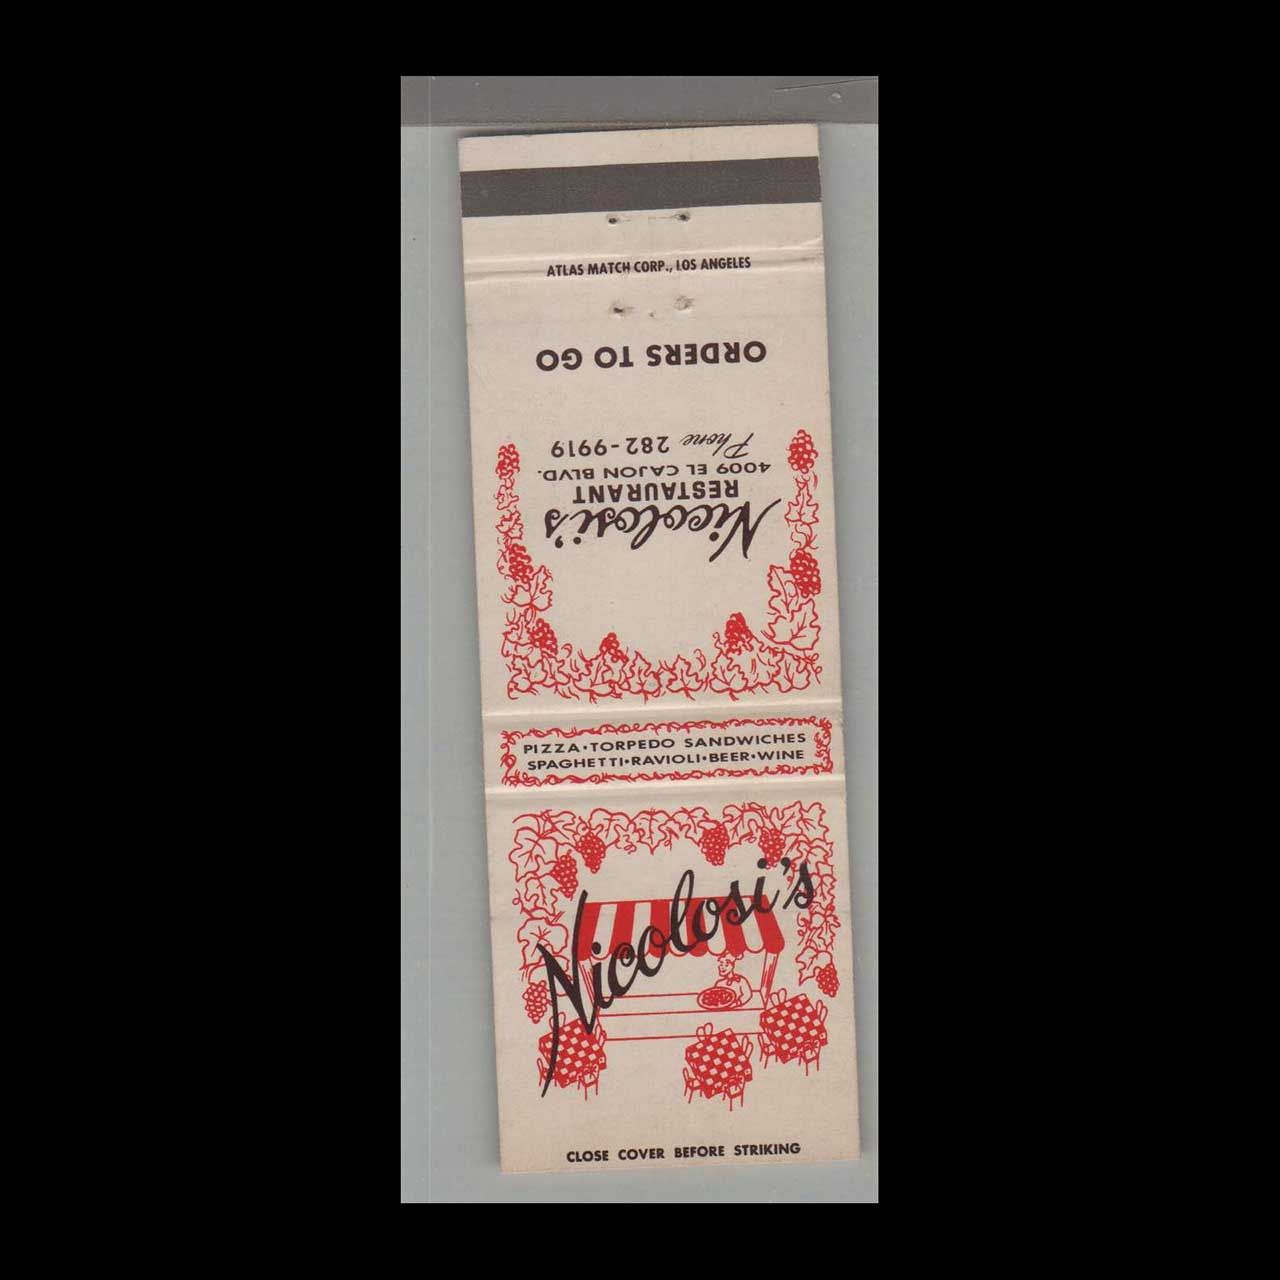 ATLAS MATCH CORP., LOS ANGELES
ORDERS TO GO
Nicolosi's
RESTAURANT
4009 EL CAJON BLVD.
Phone 282-9919
PIZZA•TORPEDO SANDWICHES
SPAGHETTI•RAVIOLI•BEER•WINE
Nicolosi's
CLOSE COVER BEFORE STRIKING